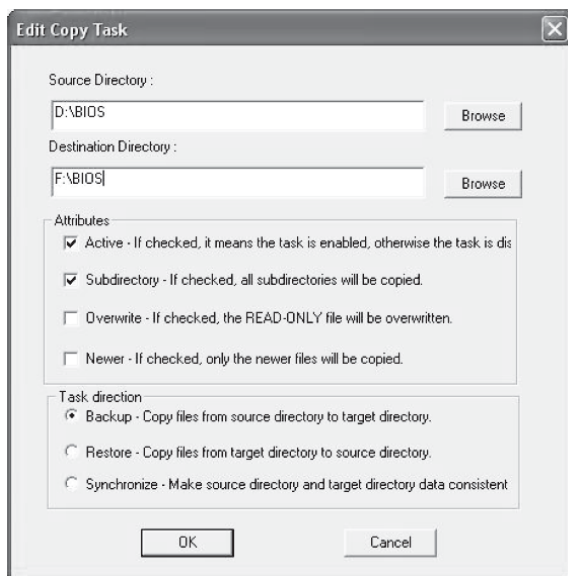 Edit Copy Task
Source Directory :
D:\BIOS
Browse
Destination Directory :
F:\BIOS
Browse
Attributes
Active - If checked, it means the task is enabled, otherwise the task is dis
Subdirectory - If checked, all subdirectories will be copied.
Overwrite - If checked, the READ-ONLY file will be overwritten.
Newer - If checked, only the newer files will be copied.
Task direction
Backup - Copy files from source directory to target directory.
Restore - Copy files from target directory to source directory.
Synchronize - Make source directory and target directory data consistent
OK
Cancel